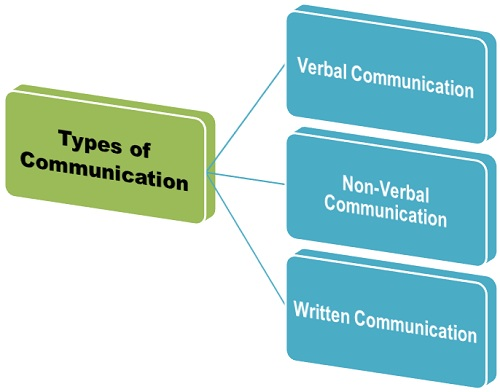 Types of
Communication
Verbal Communication
Non-Verbal
Communication
Written Communication